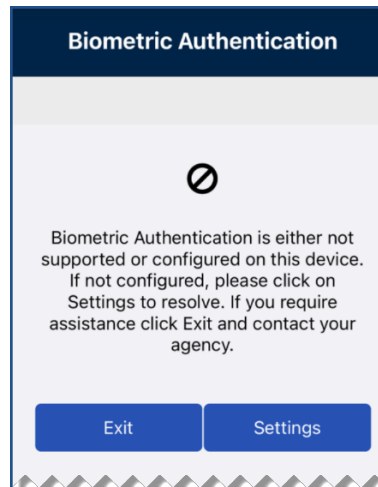 Biometric Authentication
Biometric Authentication is either not
supported or configured on this device.
If not configured, please click on
Settings to resolve. If you require
assistance click Exit and contact your
agency.
Exit
Settings